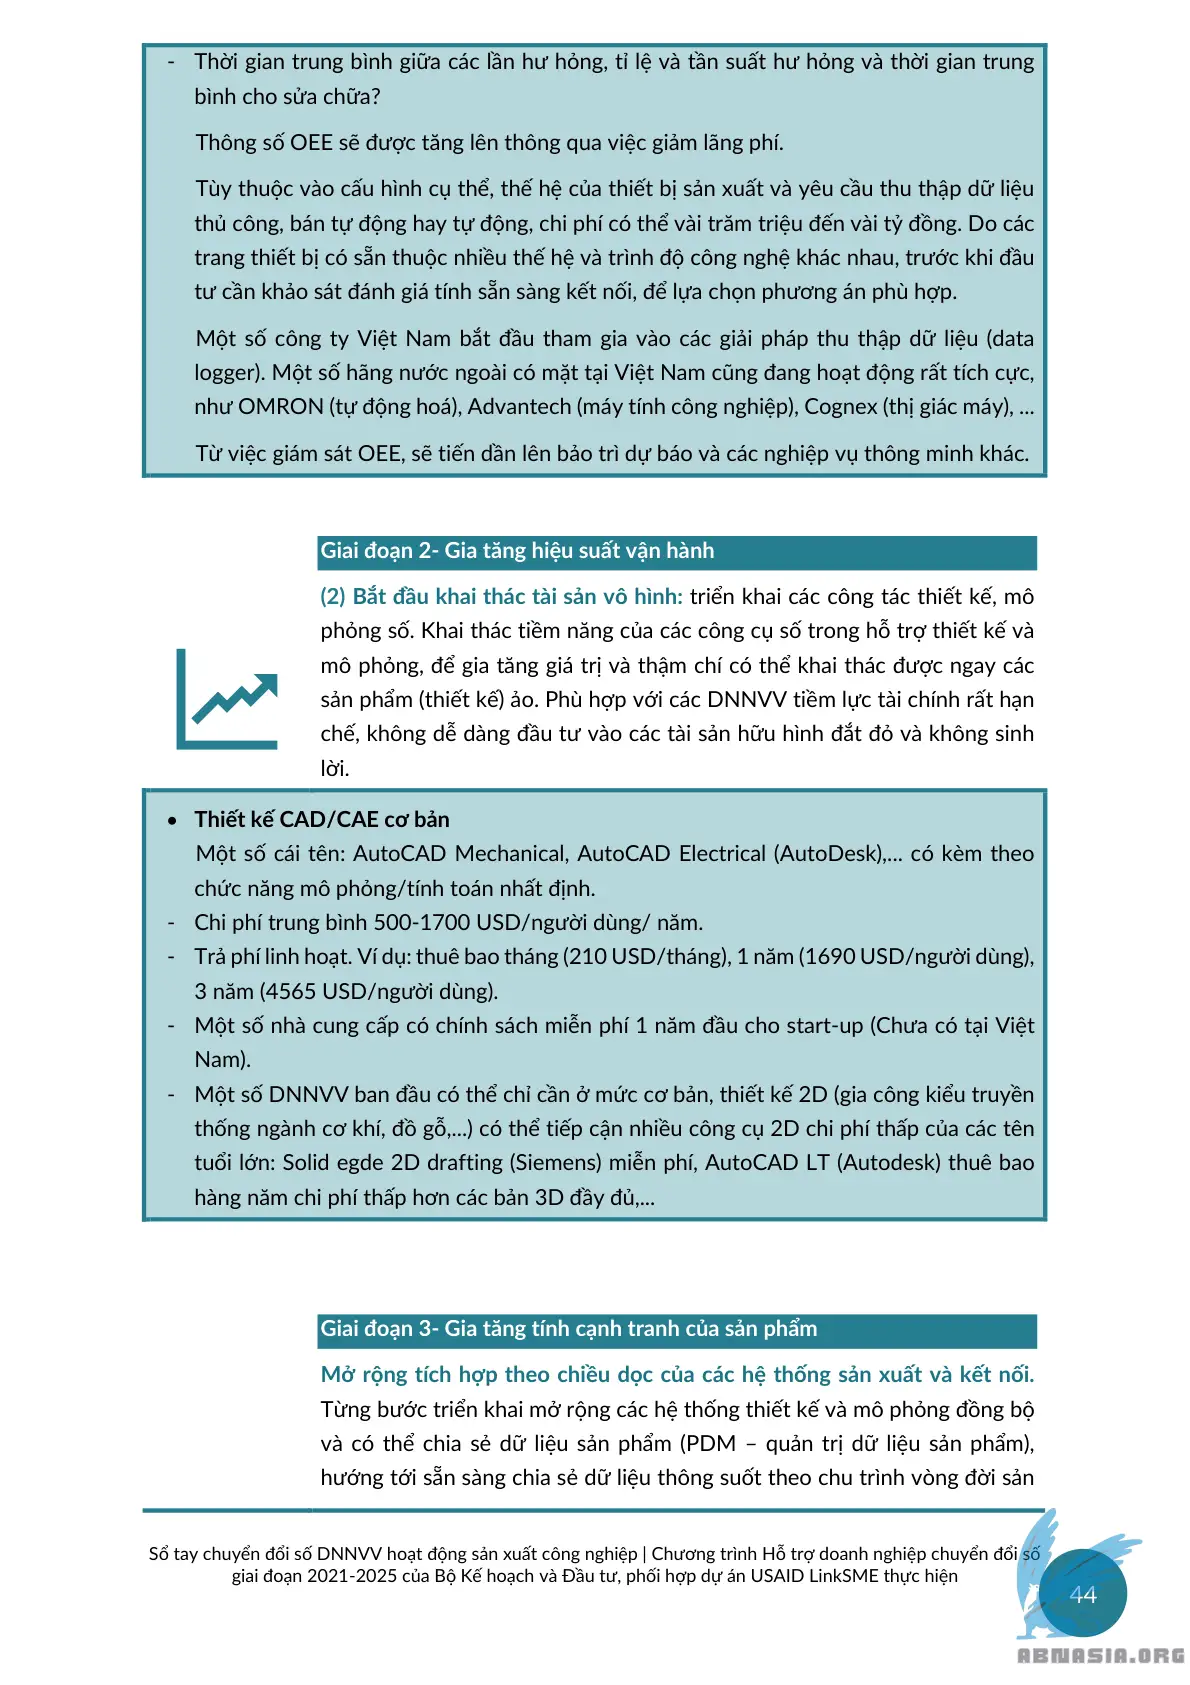 - Thời gian trung bình giữa các lần hư hỏng, tỉ lệ và tần suất hư hỏng và thời gian trung
bình cho sửa chữa?
Thông số OEE sẽ được tăng lên thông qua việc giảm lãng phí.
Tùy thuộc vào cấu hình cụ thể, thế hệ của thiết bị sản xuất và yêu cầu thu thập dữ liệu
thủ công, bán tự động hay tự động, chi phí có thể vài trăm triệu đến vài tỷ đồng. Do các
trang thiết bị có sẵn thuộc nhiều thế hệ và trình độ công nghệ khác nhau, trước khi đầu
tư cần khảo sát đánh giá tính sẵn sàng kết nối, để lựa chọn phương án phù hợp.
Một số công ty Việt Nam bắt đầu tham gia vào các giải pháp thu thập dữ liệu (data
logger). Một số hãng nước ngoài có mặt tại Việt Nam cũng đang hoạt động rất tích cực,
như OMRON (tự động hoá), Advantech (máy tính công nghiệp), Cognex (thị giác máy), ...
Từ việc giám sát OEE, sẽ tiến dần lên bảo trì dự báo và các nghiệp vụ thông minh khác.
Giai đoạn 2- Gia tăng hiệu suất vận hành
(2) Bắt đầu khai thác tài sản vô hình: triển khai các công tác thiết kế, mô
phỏng số. Khai thác tiềm năng của các công cụ số trong hỗ trợ thiết kế và
mô phỏng, để gia tăng giá trị và thậm chí có thể khai thác được ngay các
sản phẩm (thiết kế) ảo. Phù hợp với các DNNVV tiềm lực tài chính rất hạn
chế, không dễ dàng đầu tư vào các tài sản hữu hình đắt đỏ và không sinh
lời.
• Thiết kế CAD/CAE cơ bản
Một số cái tên: AutoCAD Mechanical, AutoCAD Electrical (AutoDesk),... có kèm theo
chức năng mô phỏng/tính toán nhất định.
- Chi phí trung bình 500-1700 USD/người dùng/ năm.
- Trả phí linh hoạt. Ví dụ: thuê bao tháng (210 USD/tháng), 1 năm (1690 USD/người dùng),
3 năm (4565 USD/người dùng).
- Một số nhà cung cấp có chính sách miễn phí 1 năm đầu cho start-up (Chưa có tại Việt
Nam).
- Một số DNNVV ban đầu có thể chỉ cần ở mức cơ bản, thiết kế 2D (gia công kiểu truyền
thống ngành cơ khí, đồ gỗ,...) có thể tiếp cận nhiều công cụ 2D chi phí thấp của các tên
tuổi lớn: Solid egde 2D drafting (Siemens) miễn phí, AutoCAD LT (Autodesk) thuê bao
hàng năm chi phí thấp hơn các bản 3D đầy đủ,...
Giai đoạn 3- Gia tăng tính cạnh tranh của sản phẩm
Mở rộng tích hợp theo chiều dọc của các hệ thống sản xuất và kết nối.
Từng bước triển khai mở rộng các hệ thống thiết kế và mô phỏng đồng bộ
và có thể chia sẻ dữ liệu sản phẩm (PDM – quản trị dữ liệu sản phẩm),
hướng tới sẵn sàng chia sẻ dữ liệu thông suốt theo chu trình vòng đời sản
Sổ tay chuyển đổi số DNNVV hoạt động sản xuất công nghiệp | Chương trình Hỗ trợ doanh nghiệp chuyển đổi số
giai đoạn 2021-2025 của Bộ Kế hoạch và Đầu tư, phối hợp dự án USAID LinkSME thực hiện
44
ABNASIA.ORG